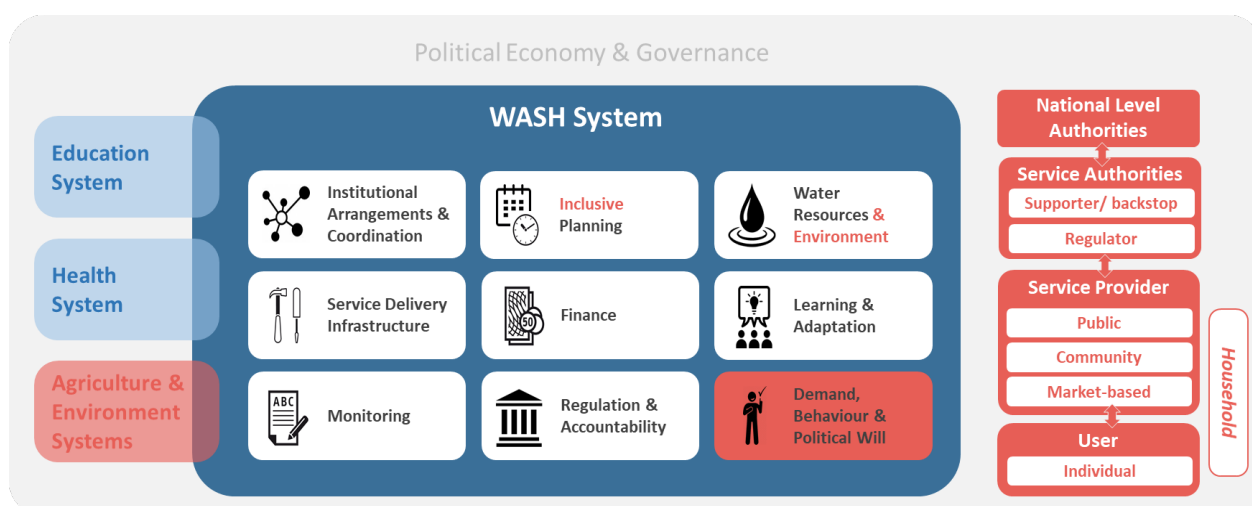 Political Economy & Governance
WASH System
Education
System
Health
System
Agriculture &
Environment
Systems
Institutional
Arrangements &
Coordination
Inclusive
Planning
Water
Resources &
Environment
Service Delivery
Infrastructure
50
Finance
Learning &
Adaptation
ABC
Monitoring
Regulation &
Accountability
Demand,
Behaviour &
Political Will
National Level
Authorities
Service Authorities
Supporter/ backstop
Regulator
Service Provider
Public
Community
Market-based
User
Individual
Household